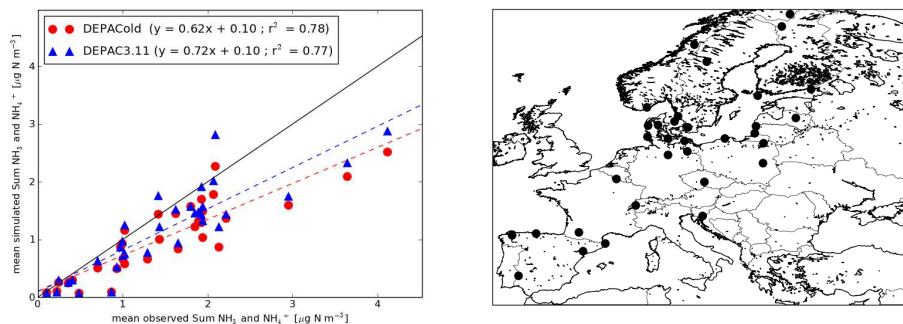 DEPACold (y = 0.62x + 0.10 ; r² = 0.78)
DEPAC3.11 (y = 0.72x + 0.10 ; r² = 0.77)
mean simulated Sum NH₃ and NH₄⁺ [μg N m⁻³]
5
4
3
2
1
0
0 1 2 3 4
mean observed Sum NH₃ and NH₄⁺ [μg N m⁻³]